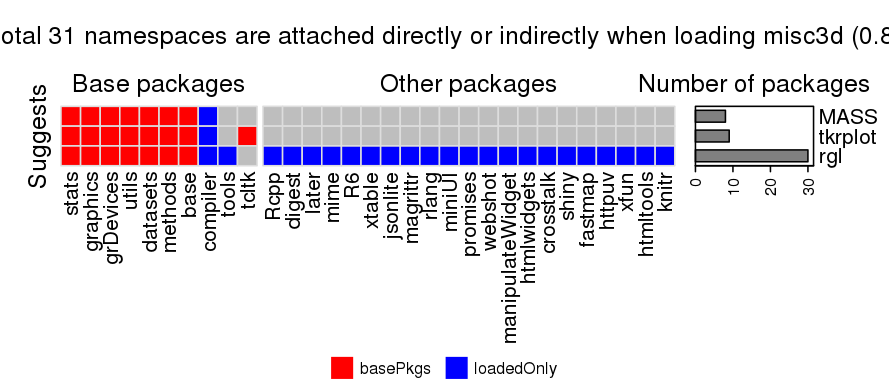 otal 31 namespaces are attached directly or indirectly when loading misc3d (0.8
Base packages
Other packages
Number of packages
Suggests
MASS
tkrplot
rgl
0
10
20
30
stats
graphics
grDevices
utils
datasets
methods
base
compiler
tools
tcltk
Rcpp
digest
later
mime
R6
xtable
jsonlite
magrittr
rlang
miniUI
promises
webshot
manipulateWidget
htmlwidgets
crosstalk
shiny
fastmap
httpuv
xfun
htmltools
knitr
basePkgs
loadedOnly